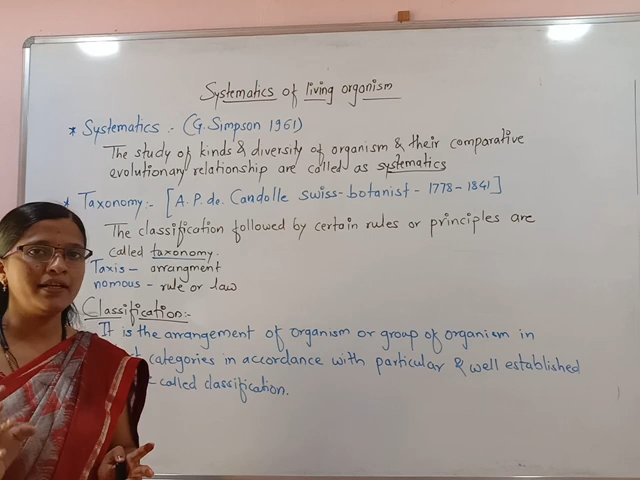 Systematics of living organism
* Systematics :- (G. Simpson 1961)
The study of kinds & diversity of organism & their comparative
evolutionary relationship are called as systematics
* Taxonomy :- [A. P. de. Candolle swiss-botanist - 1778 - 1841]
The classification followed by certain rules or principles are
called taxonomy.
Taxis - arrangment
nomous - rule or law
Classification :-
It is the arrangement of organism or group of organism in
categories in accordance with particular & well established
called classification.